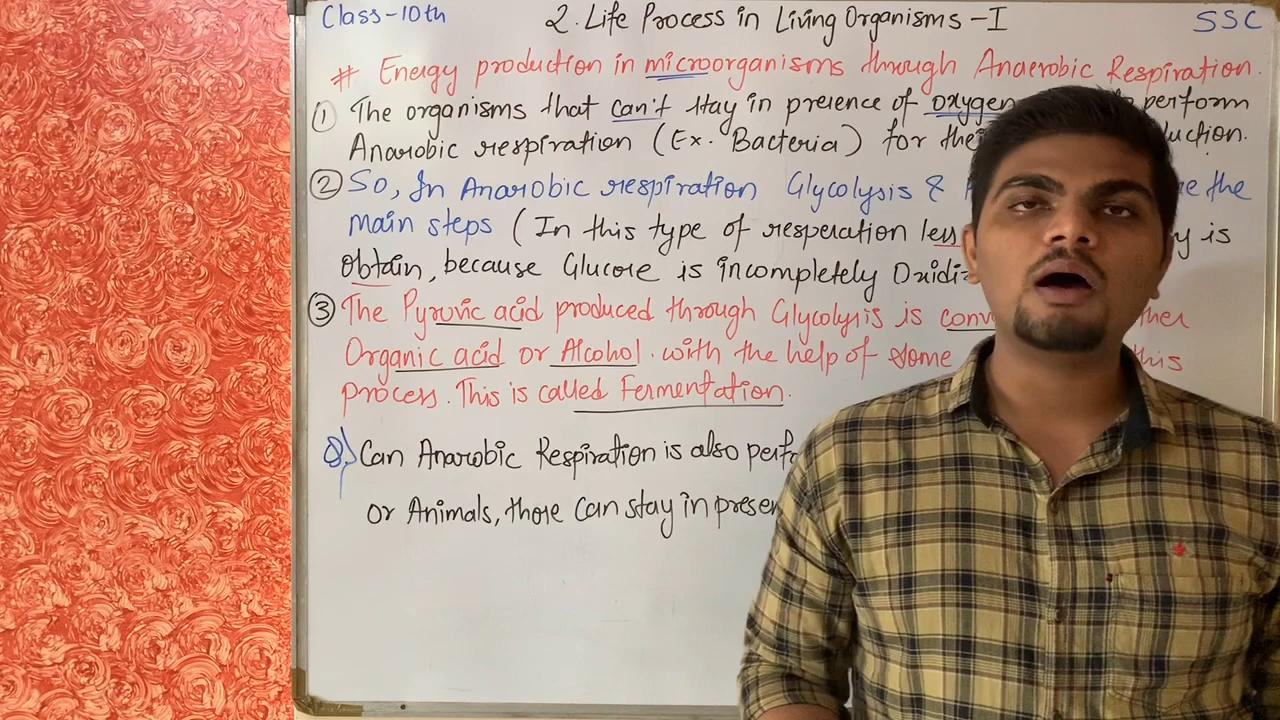 Class-10th 2. Life Process in Living Organisms - I SSC
# Energy production in microorganisms through Anaerobic Respiration.
① The organisms that can't stay in presence of oxygen perform
Anarobic respiration (Ex. Bacteria) for
② So, In Anarobic respiration Glycolysis & the
main steps (In this type of resperation less is
obtain, because Glucose is incompletely
③ The Pyruvic acid produced through Glycolysis is
Organic acid or Alcohol. with the help of some this
process. This is called Fermentation.
Q) Can Anarobic Respiration is also
or Animals, those can stay in